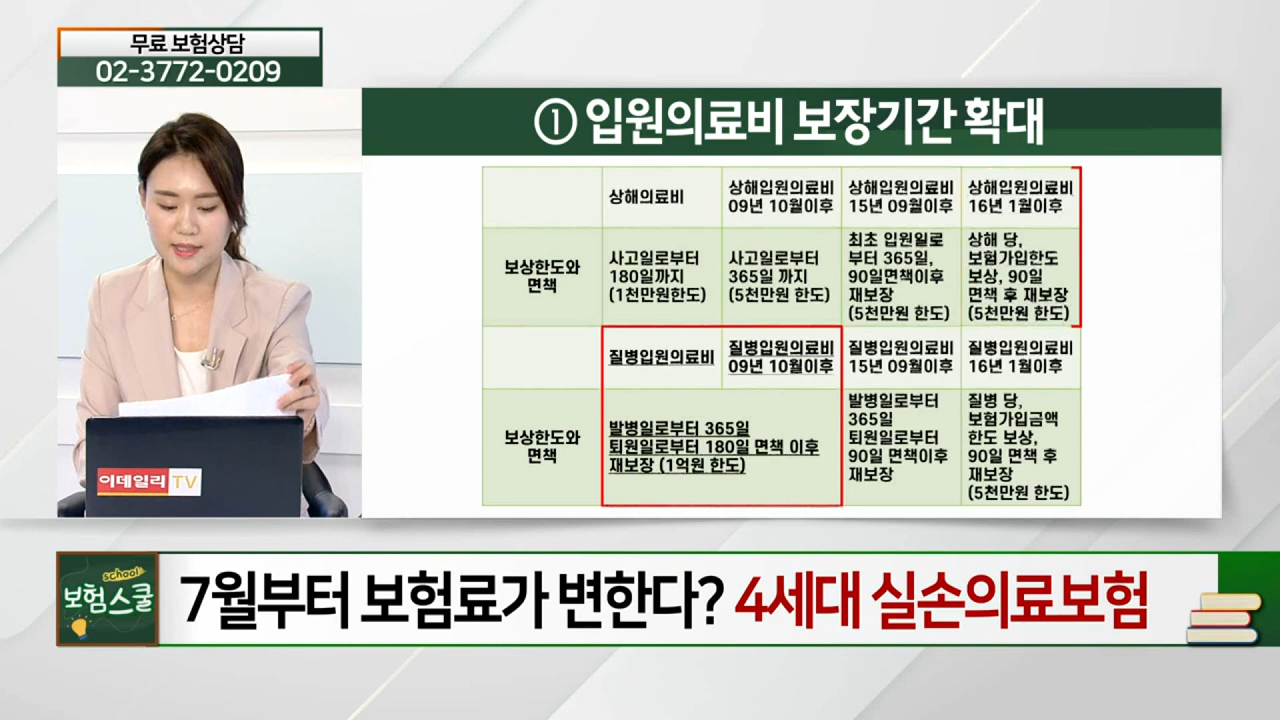 무료 보험상담
02-3772-0209
① 입원의료비 보장기간 확대
상해의료비
상해입원의료비
09년 10월이후
상해입원의료비
15년 09월이후
상해입원의료비
16년 1월이후
보상한도와
면책
사고일로부터
180일까지
(1천만원한도)
사고일로부터
365일 까지
(5천만원 한도)
최초 입원일로
부터 365일,
90일면책이후
재보장
(5천만원 한도)
상해 당,
보험가입한도
보상, 90일
면책 후 재보장
(5천만원 한도)
질병입원의료비
질병입원의료비
09년 10월이후
질병입원의료비
15년 09월이후
질병입원의료비
16년 1월이후
보상한도와
면책
발병일로부터 365일
퇴원일로부터 180일 면책 이후
재보장 (1억원 한도)
발병일로부터
365일
퇴원일로부터
90일 면책이후
재보장
질병 당,
보험가입금액
한도 보상,
90일 면책 후
재보장
(5천만원 한도)
이데일리 TV
school
보험스쿨
7월부터 보험료가 변한다? 4세대 실손의료보험